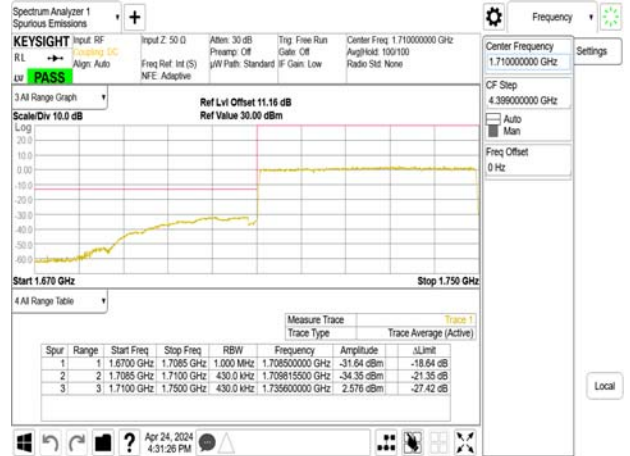 Spectrum Analyzer 1
Spurious Emissions
Frequency
KEYSIGHT
RL
PASS
Input: RF
Coupling: DC
Align: Auto
Input Z: 50 Ω
Freq Ref: Int (S)
NFE: Adaptive
Atten: 30 dB
Preamp: Off
µW Path: Standard
Trig: Free Run
Gate: Off
IF Gain: Low
Center Freq: 1.710000000 GHz
Avg|Hold: 100/100
Radio Std: None
Center Frequency
1.710000000 GHz
Settings
CF Step
4.399000000 GHz
Auto
Man
Freq Offset
0 Hz
Local
3 All Range Graph
Scale/Div 10.0 dB
Ref Lvl Offset 11.16 dB
Ref Value 30.00 dBm
Log
20.0
10.0
0.00
-10.0
-20.0
-30.0
-40.0
-50.0
-60.0
Start 1.670 GHz
Stop 1.750 GHz
4 All Range Table
Measure Trace Trace 1
Trace Type Trace Average (Active)
Spur Range Start Freq Stop Freq RBW Frequency Amplitude ΔLimit
1 1 1.6700 GHz 1.7085 GHz 1.000 MHz 1.708500000 GHz -31.64 dBm -18.64 dB
2 2 1.7085 GHz 1.7100 GHz 430.0 kHz 1.709815500 GHz -34.35 dBm -21.35 dB
3 3 1.7100 GHz 1.7500 GHz 430.0 kHz 1.735600000 GHz 2.576 dBm -27.42 dB
Apr 24, 2024
4:31:26 PM